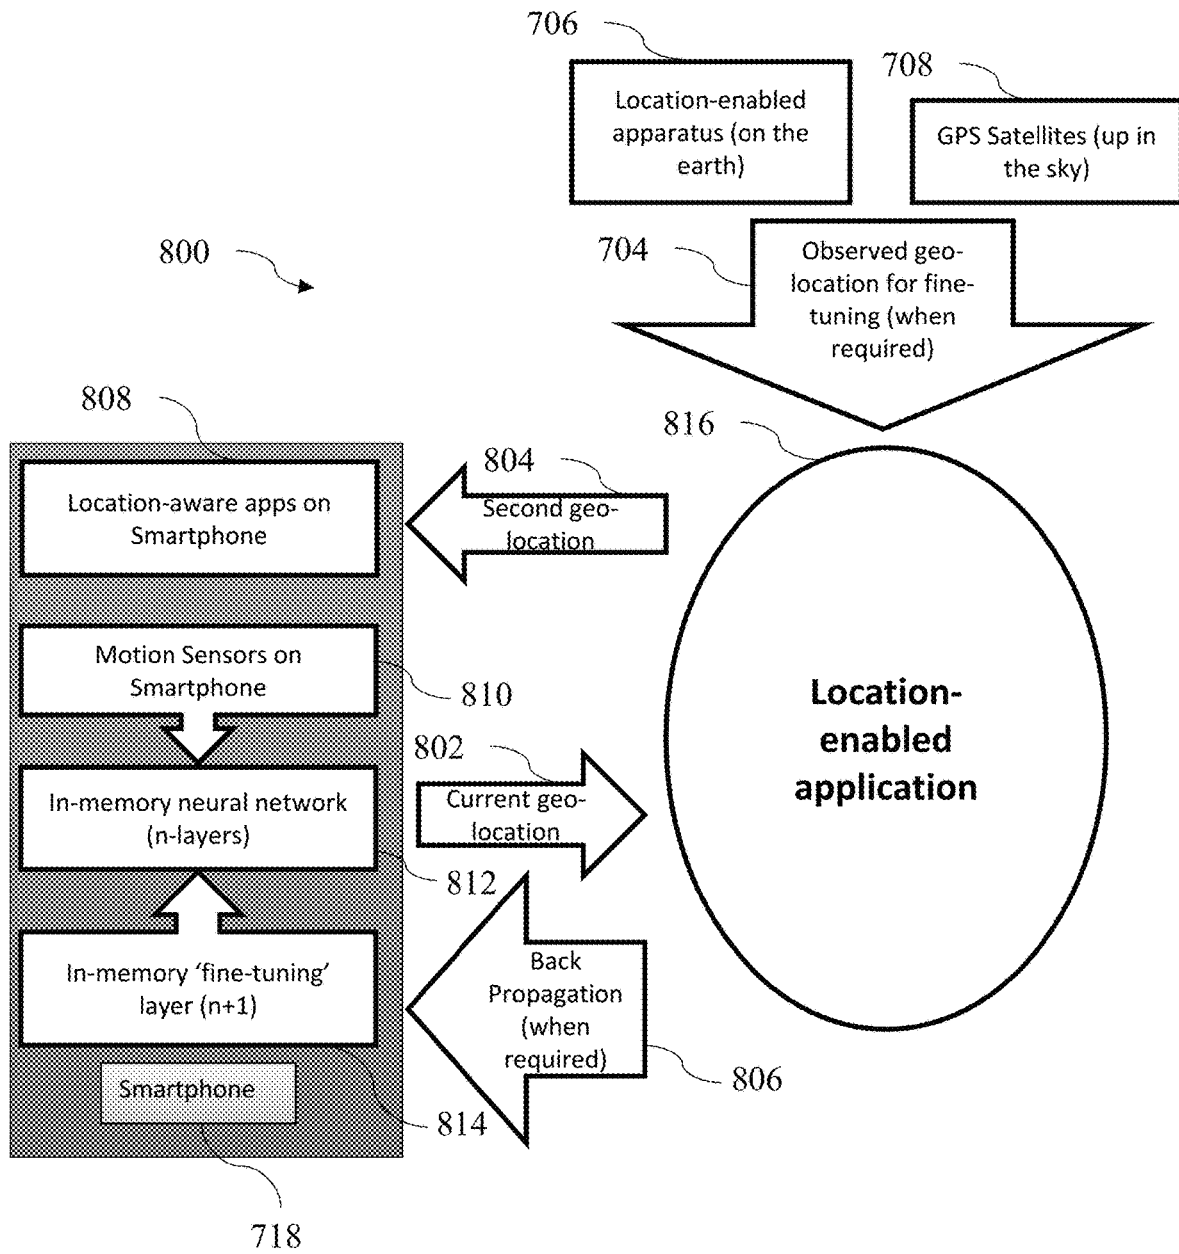 706
708
Location-enabled
apparatus (on the
earth)
GPS Satellites (up in
the sky)
800
704
Observed geo-
location for fine-
tuning (when
required)
808
816
804
Location-aware apps on
Smartphone
Second geo-
location
Motion Sensors on
Smartphone
810
Location-
enabled
application
802
In-memory neural network
(n-layers)
Current geo-
location
812
In-memory ‘fine-tuning’
layer (n+1)
Back
Propagation
(when
required)
806
Smartphone
814
718